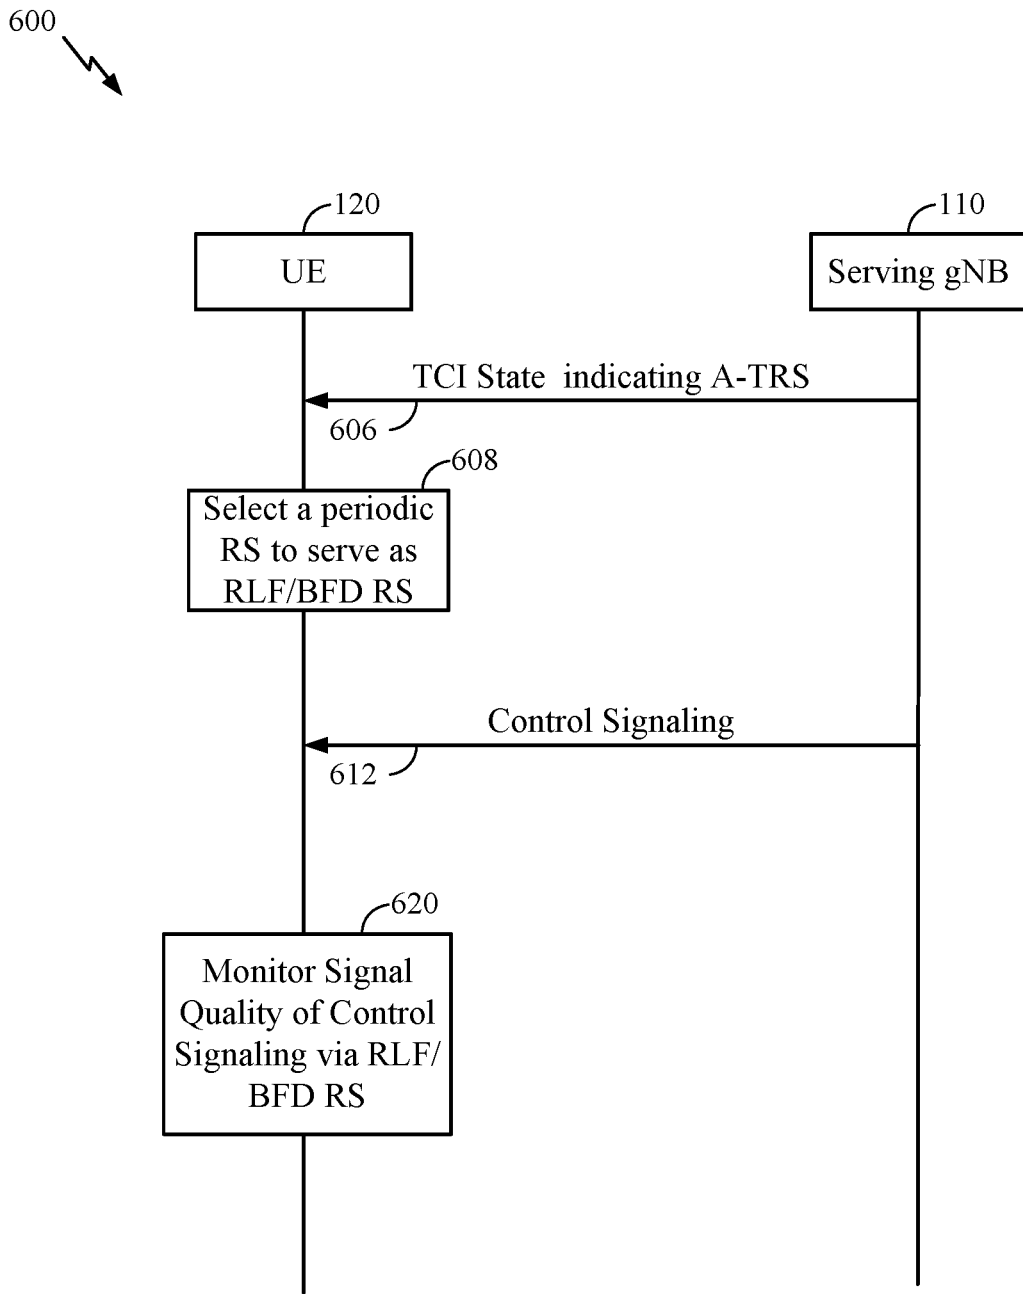 600
120
110
UE
Serving gNB
TCI State  indicating A-TRS
606
608
Select a periodic
RS to serve as
RLF/BFD RS
Control Signaling
612
620
Monitor Signal
Quality of Control
Signaling via RLF/
BFD RS